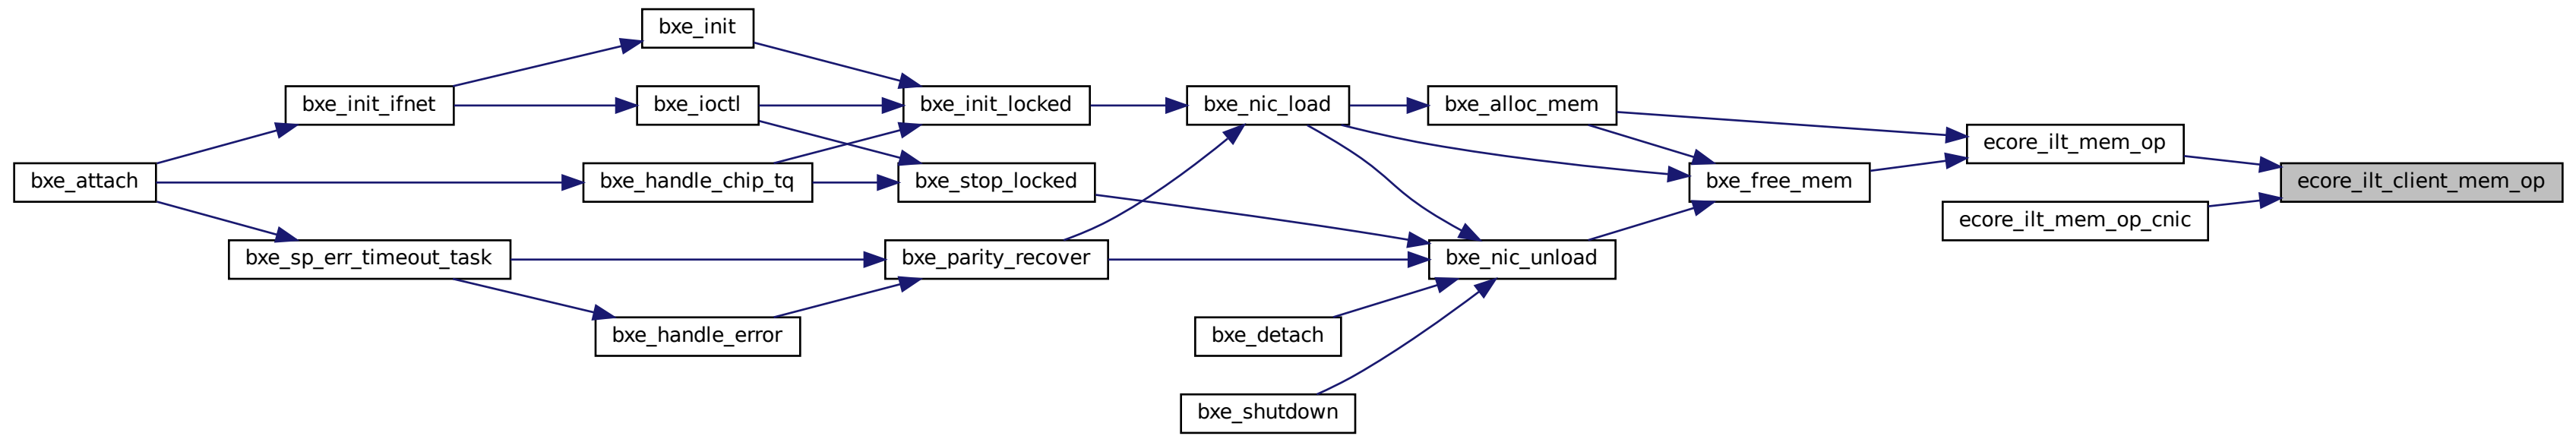 bxe_init
bxe_init_ifnet
bxe_ioctl
bxe_init_locked
bxe_nic_load
bxe_alloc_mem
ecore_ilt_mem_op
bxe_attach
bxe_handle_chip_tq
bxe_stop_locked
bxe_free_mem
ecore_ilt_client_mem_op
ecore_ilt_mem_op_cnic
bxe_sp_err_timeout_task
bxe_parity_recover
bxe_nic_unload
bxe_handle_error
bxe_detach
bxe_shutdown